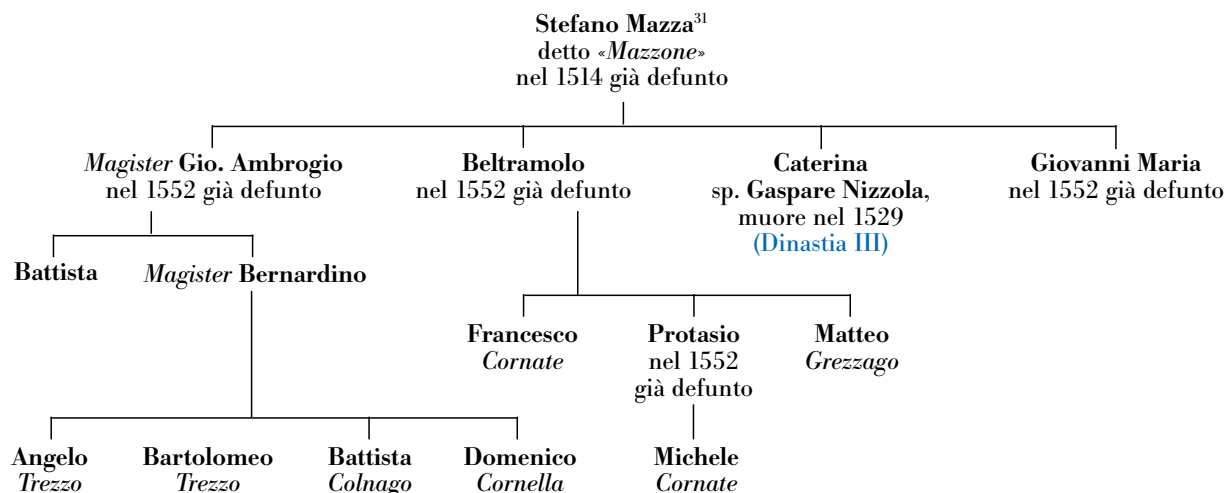 Stefano Mazza³¹
detto «Mazzone»
nel 1514 già defunto
Magister Gio. Ambrogio
nel 1552 già defunto
Beltramolo
nel 1552 già defunto
Caterina
sp. Gaspare Nizzola,
muore nel 1529
(Dinastia III)
Giovanni Maria
nel 1552 già defunto
Battista
Magister Bernardino
Francesco
Cornate
Protasio
nel 1552
già defunto
Matteo
Grezzago
Angelo
Trezzo
Bartolomeo
Trezzo
Battista
Colnago
Domenico
Cornella
Michele
Cornate